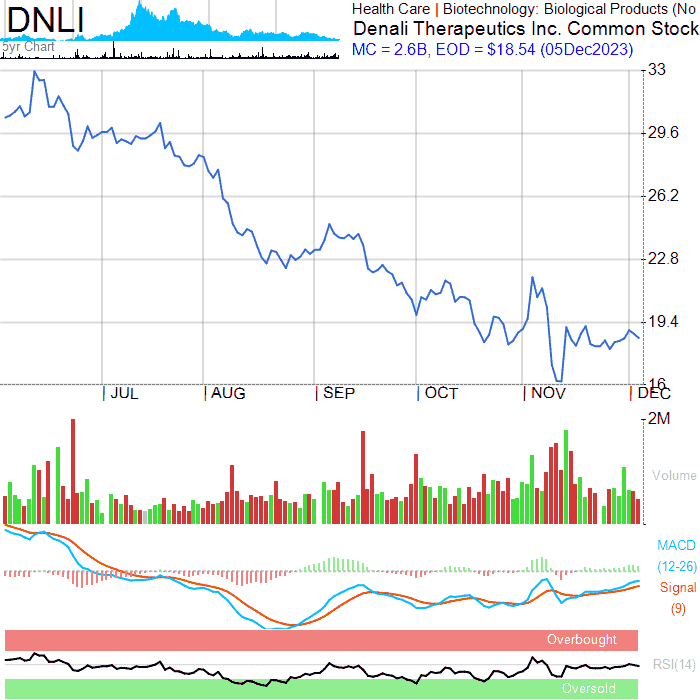 DNLI
5yr Chart
Health Care | Biotechnology: Biological Products (No
Denali Therapeutics Inc. Common Stock
MC = 2.6B, EOD = $18.54 (05Dec2023)
33
29.6
26.2
22.8
19.4
16
JUL AUG SEP OCT NOV DEC
2M
Volume
MACD
(12-26)
Signal
(9)
Overbought
RSI(14)
Oversold